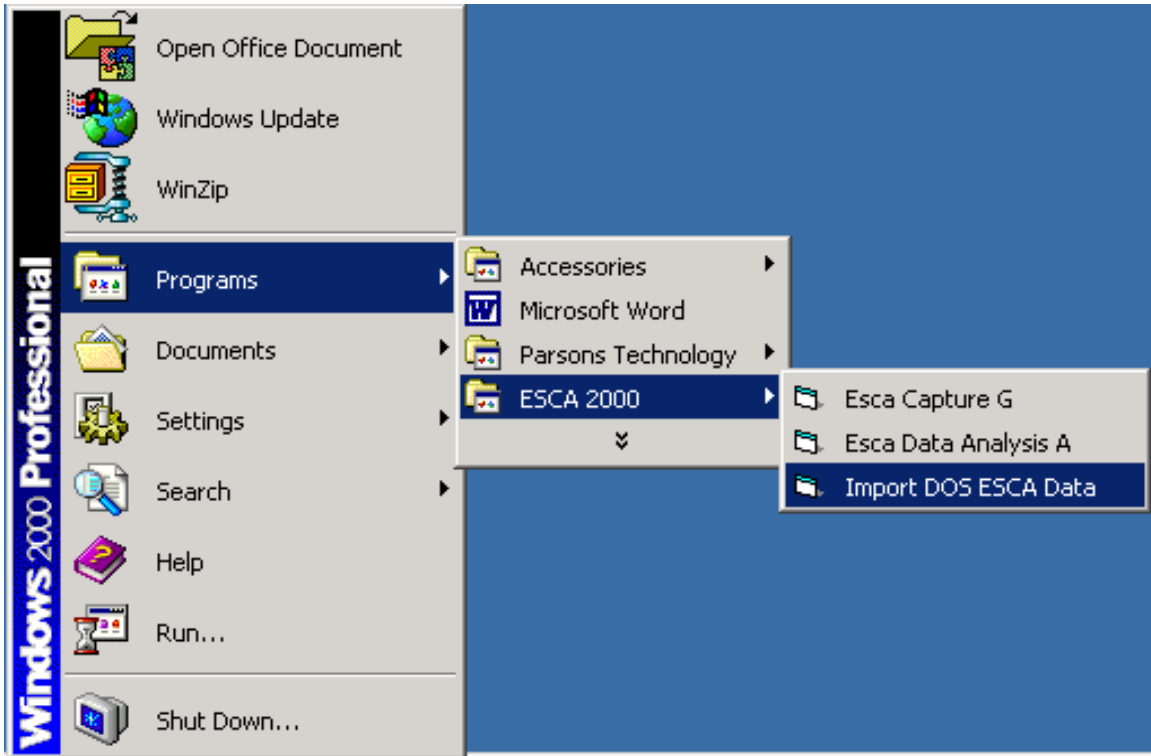 Windows 2000 Professional
Open Office Document
Windows Update
WinZip
Programs
Documents
Settings
Search
Help
Run...
Shut Down...
Accessories
Microsoft Word
Parsons Technology
ESCA 2000
Esca Capture G
Esca Data Analysis A
Import DOS ESCA Data